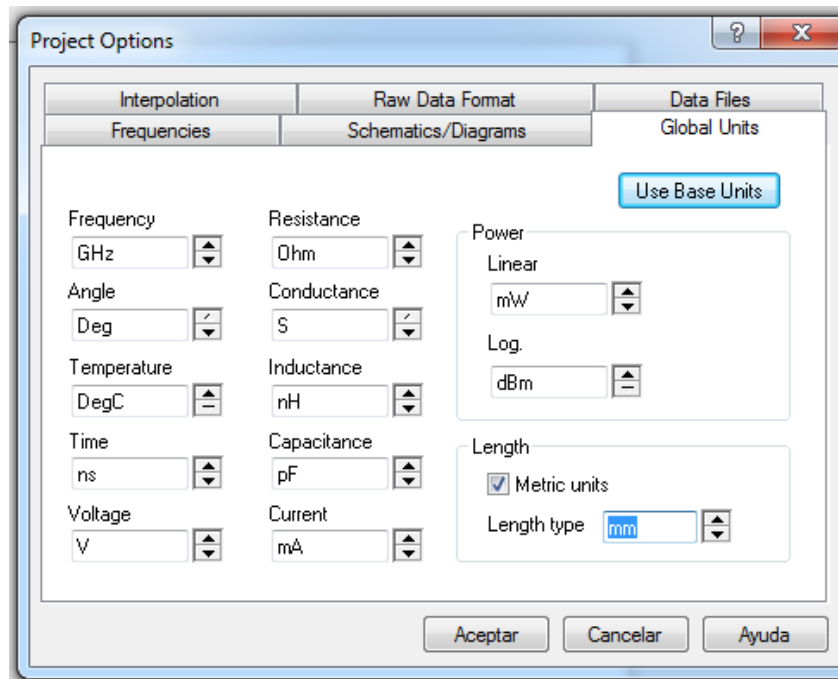 Project Options
Interpolation Raw Data Format Data Files
Frequencies Schematics/Diagrams Global Units
Use Base Units
Frequency Resistance
GHz Ohm
Power
Linear
mW
Angle Conductance
Deg S
Log.
dBm
Temperature Inductance
DegC nH
Time Capacitance
ns pF
Length
Metric units
Length type mm
Voltage Current
V mA
Aceptar Cancelar Ayuda